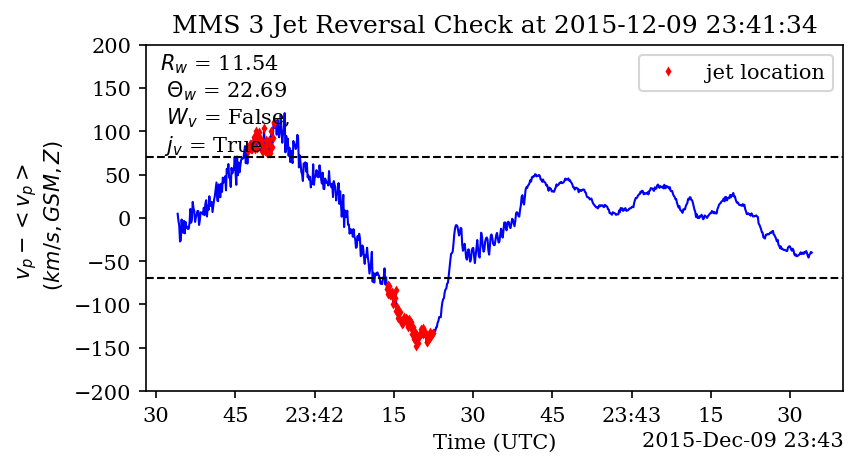 MMS 3 Jet Reversal Check at 2015-12-09 23:41:34
R_w = 11.54
Θ_w = 22.69
W_v = False,
j_v = True
jet location
200
150
100
50
0
−50
−100
−150
−200
v_p − < v_p >
(km/s, GSM, Z)
30 45 23:42 15 30 45 23:43 15 30
Time (UTC)
2015-Dec-09 23:43